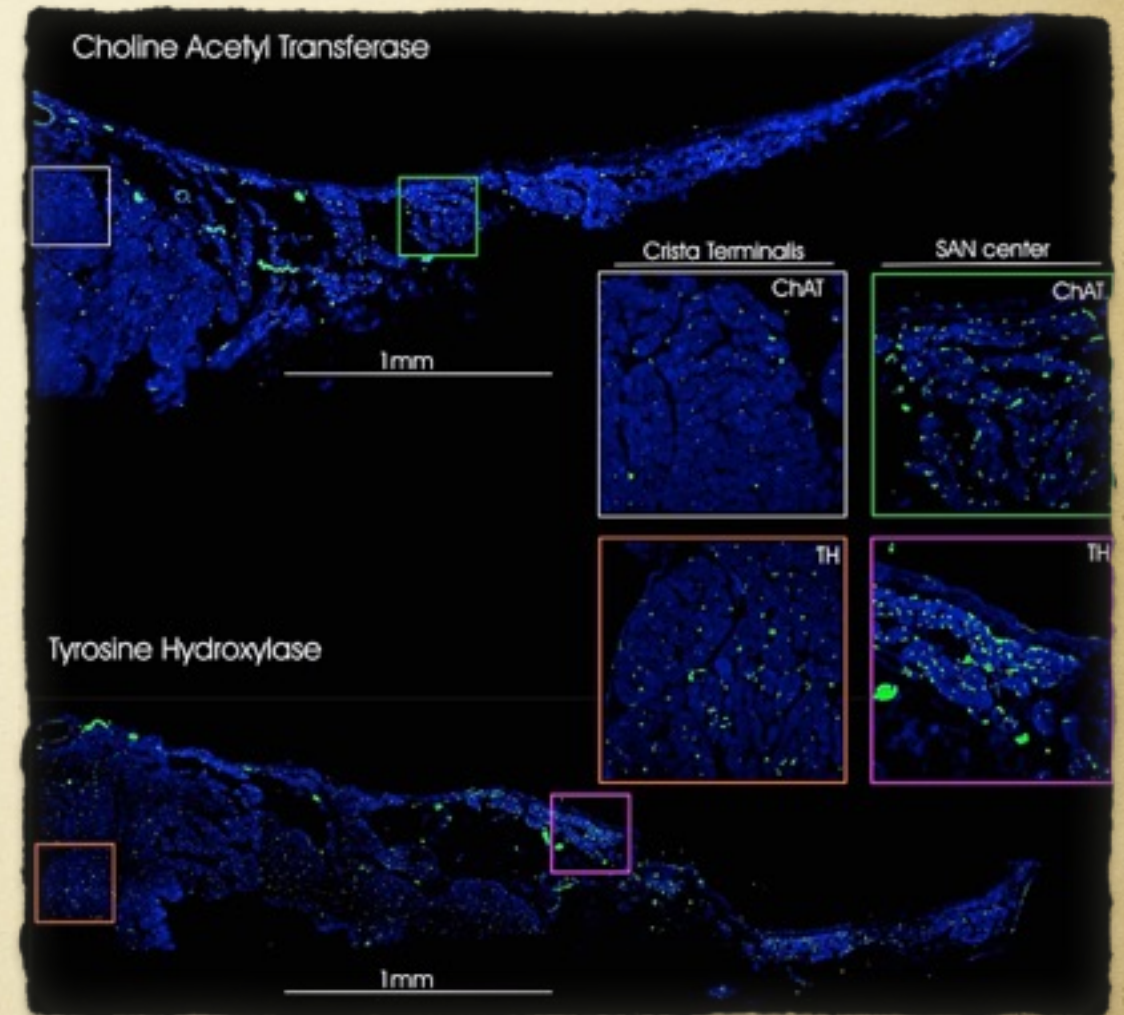 Choline Acetyl Transferase
Crista Terminalis
SAN center
ChAT
ChAT
1mm
TH
TH
Tyrosine Hydroxylase
1mm